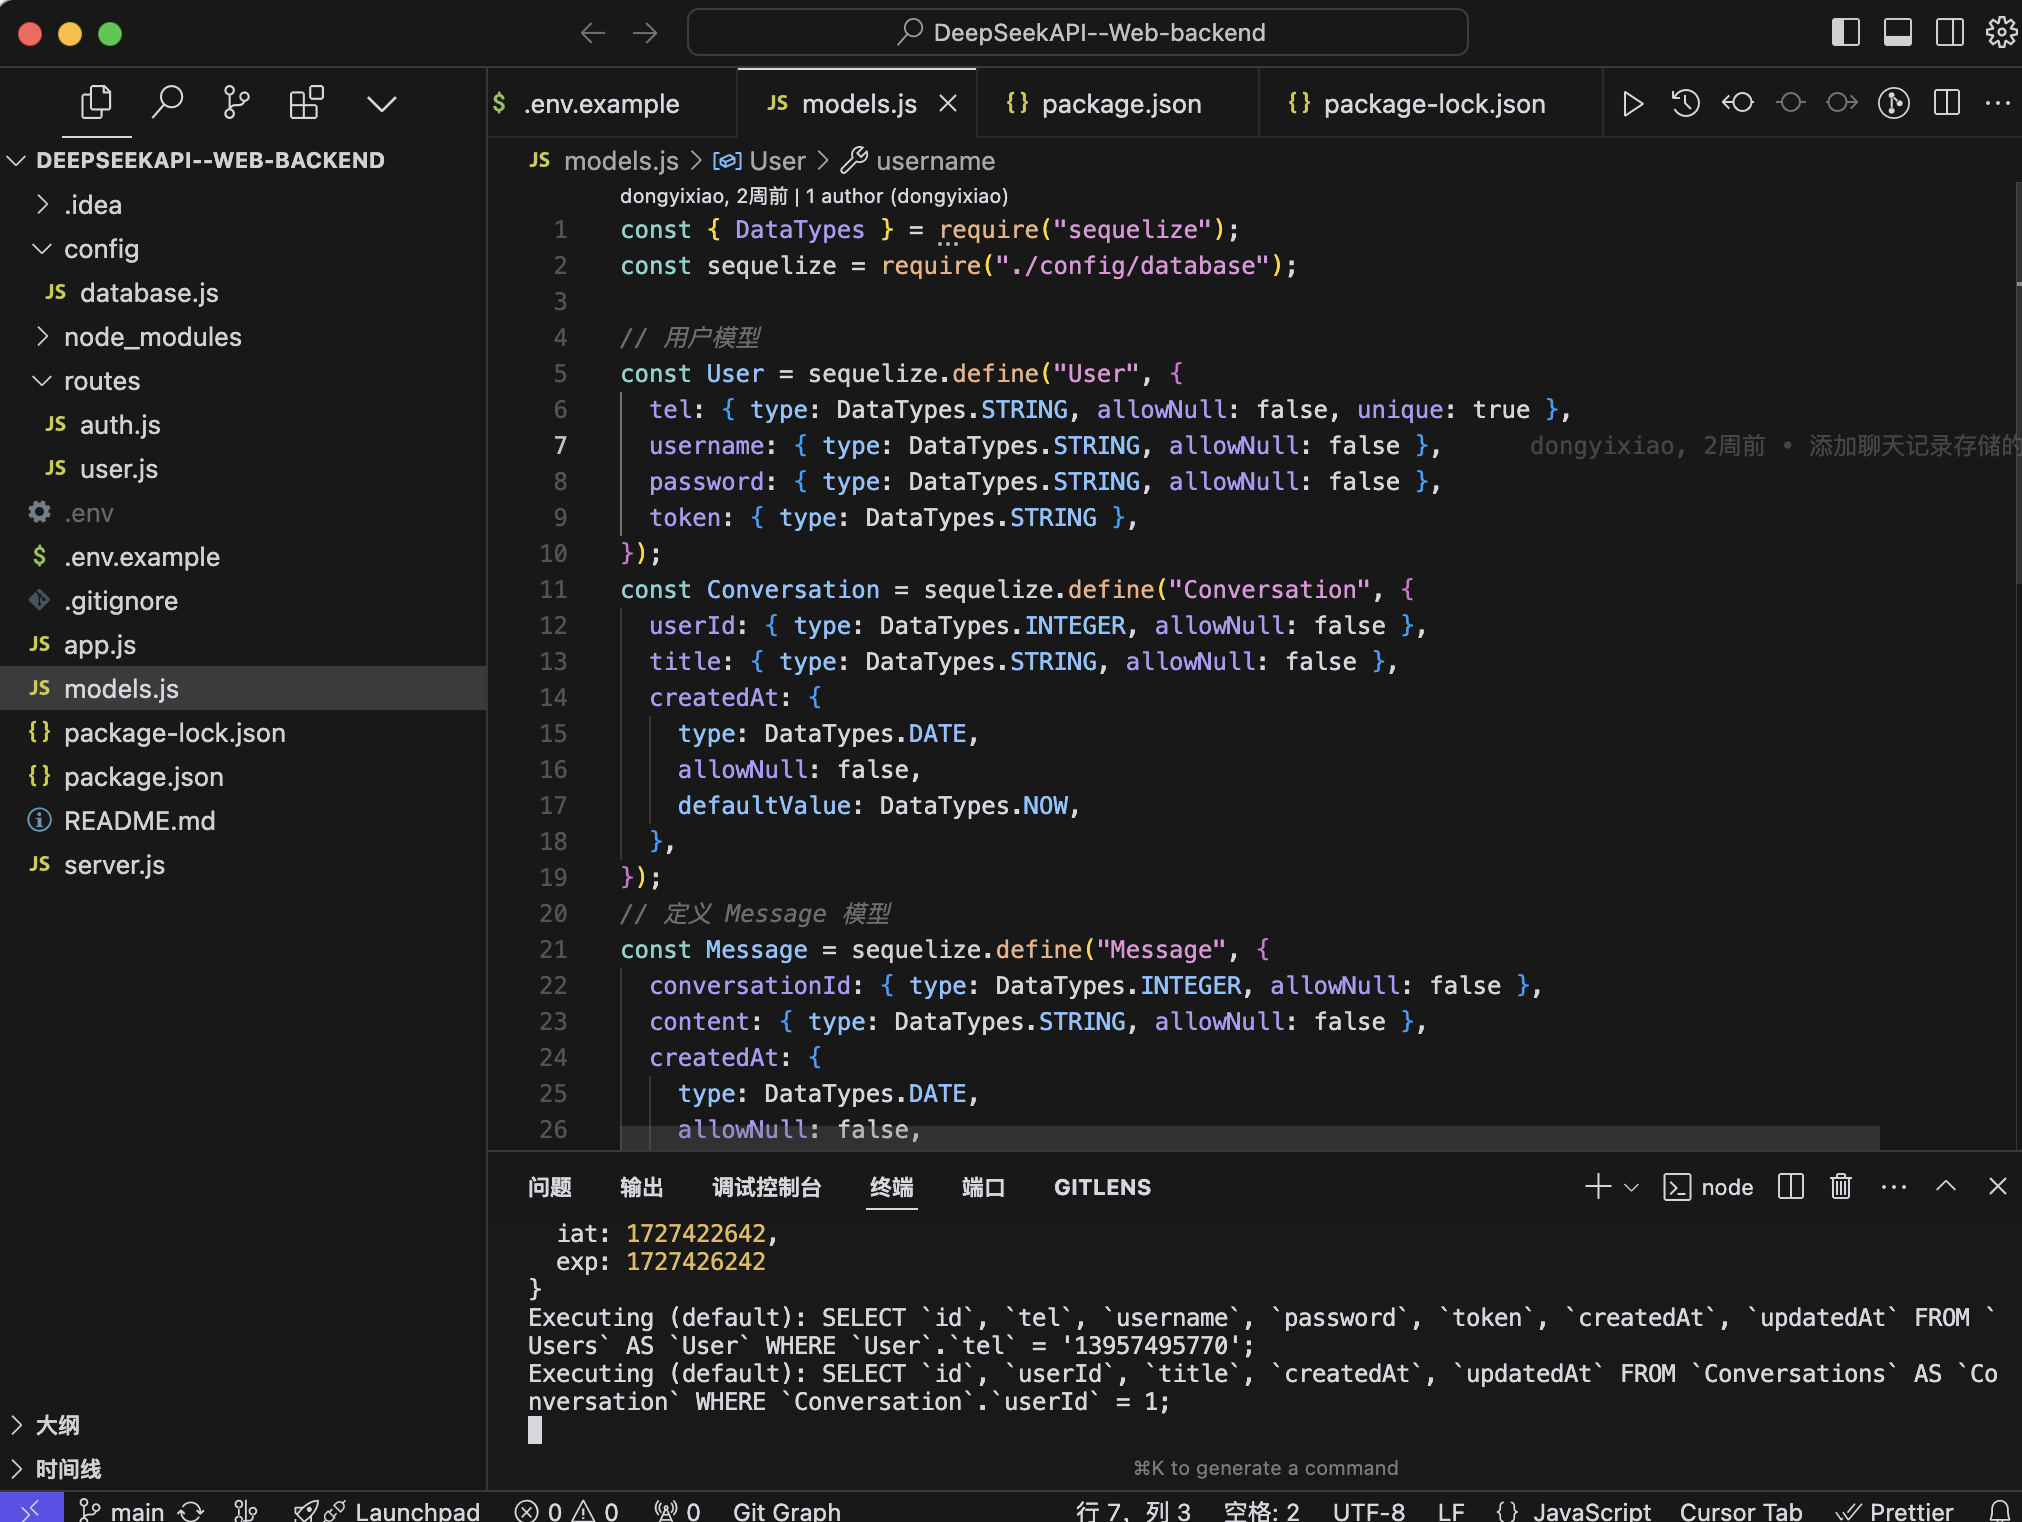 DeepSeekAPI--Web-backend
$ .env.example
JS models.js
{} package.json
{} package-lock.json
DEEPSEEKAPI--WEB-BACKEND
.idea
config
JS database.js
node_modules
routes
JS auth.js
JS user.js
.env
$ .env.example
.gitignore
JS app.js
JS models.js
{} package-lock.json
{} package.json
README.md
JS server.js
大纲
时间线
JS models.js > User > username
dongyixiao, 2周前 | 1 author (dongyixiao)
1 const { DataTypes } = require("sequelize");
2 const sequelize = require("./config/database");
3
4 // 用户模型
5 const User = sequelize.define("User", {
6 tel: { type: DataTypes.STRING, allowNull: false, unique: true },
7 username: { type: DataTypes.STRING, allowNull: false }, dongyixiao, 2周前 • 添加聊天记录存储的
8 password: { type: DataTypes.STRING, allowNull: false },
9 token: { type: DataTypes.STRING },
10 });
11 const Conversation = sequelize.define("Conversation", {
12 userId: { type: DataTypes.INTEGER, allowNull: false },
13 title: { type: DataTypes.STRING, allowNull: false },
14 createdAt: {
15 type: DataTypes.DATE,
16 allowNull: false,
17 defaultValue: DataTypes.NOW,
18 },
19 });
20 // 定义 Message 模型
21 const Message = sequelize.define("Message", {
22 conversationId: { type: DataTypes.INTEGER, allowNull: false },
23 content: { type: DataTypes.STRING, allowNull: false },
24 createdAt: {
25 type: DataTypes.DATE,
26 allowNull: false,
问题 输出 调试控制台 终端 端口 GITLENS
node
iat: 1727422642,
exp: 1727426242
}
Executing (default): SELECT `id`, `tel`, `username`, `password`, `token`, `createdAt`, `updatedAt` FROM `
Users` AS `User` WHERE `User`.`tel` = '13957495770';
Executing (default): SELECT `id`, `userId`, `title`, `createdAt`, `updatedAt` FROM `Conversations` AS `Co
nversation` WHERE `Conversation`.`userId` = 1;
⌘K to generate a command
main Launchpad 0 0 0 Git Graph 行 7, 列 3 空格: 2 UTF-8 LF {} JavaScript Cursor Tab Prettier